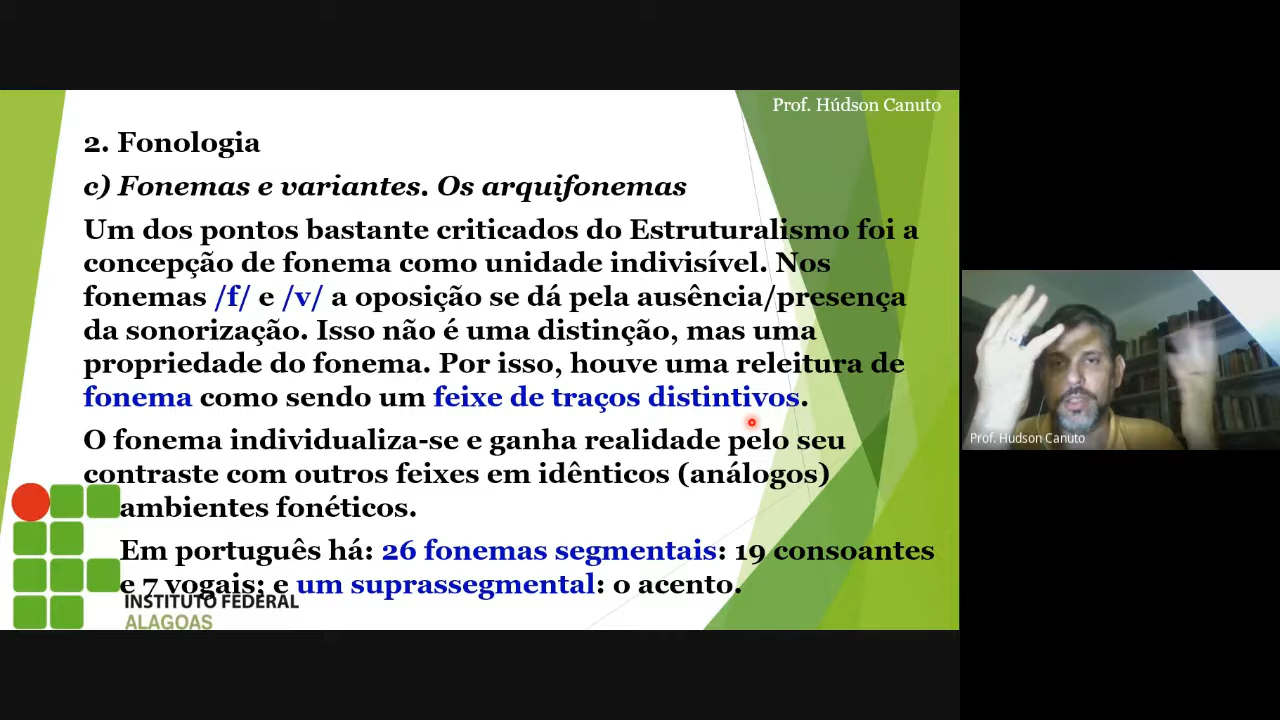 Prof. Húdson Canuto
2. Fonologia
c) Fonemas e variantes. Os arquifonemas
Um dos pontos bastante criticados do Estruturalismo foi a
concepção de fonema como unidade indivisível. Nos
fonemas /f/ e /v/ a oposição se dá pela ausência/presença
da sonorização. Isso não é uma distinção, mas uma
propriedade do fonema. Por isso, houve uma releitura de
fonema como sendo um feixe de traços distintivos.
O fonema individualiza-se e ganha realidade pelo seu
contraste com outros feixes em idênticos (análogos)
ambientes fonéticos.
Em português há: 26 fonemas segmentais: 19 consoantes
e 7 vogais; e um suprassegmental: o acento.
INSTITUTO FEDERAL
ALAGOAS
Prof. Hudson Canuto